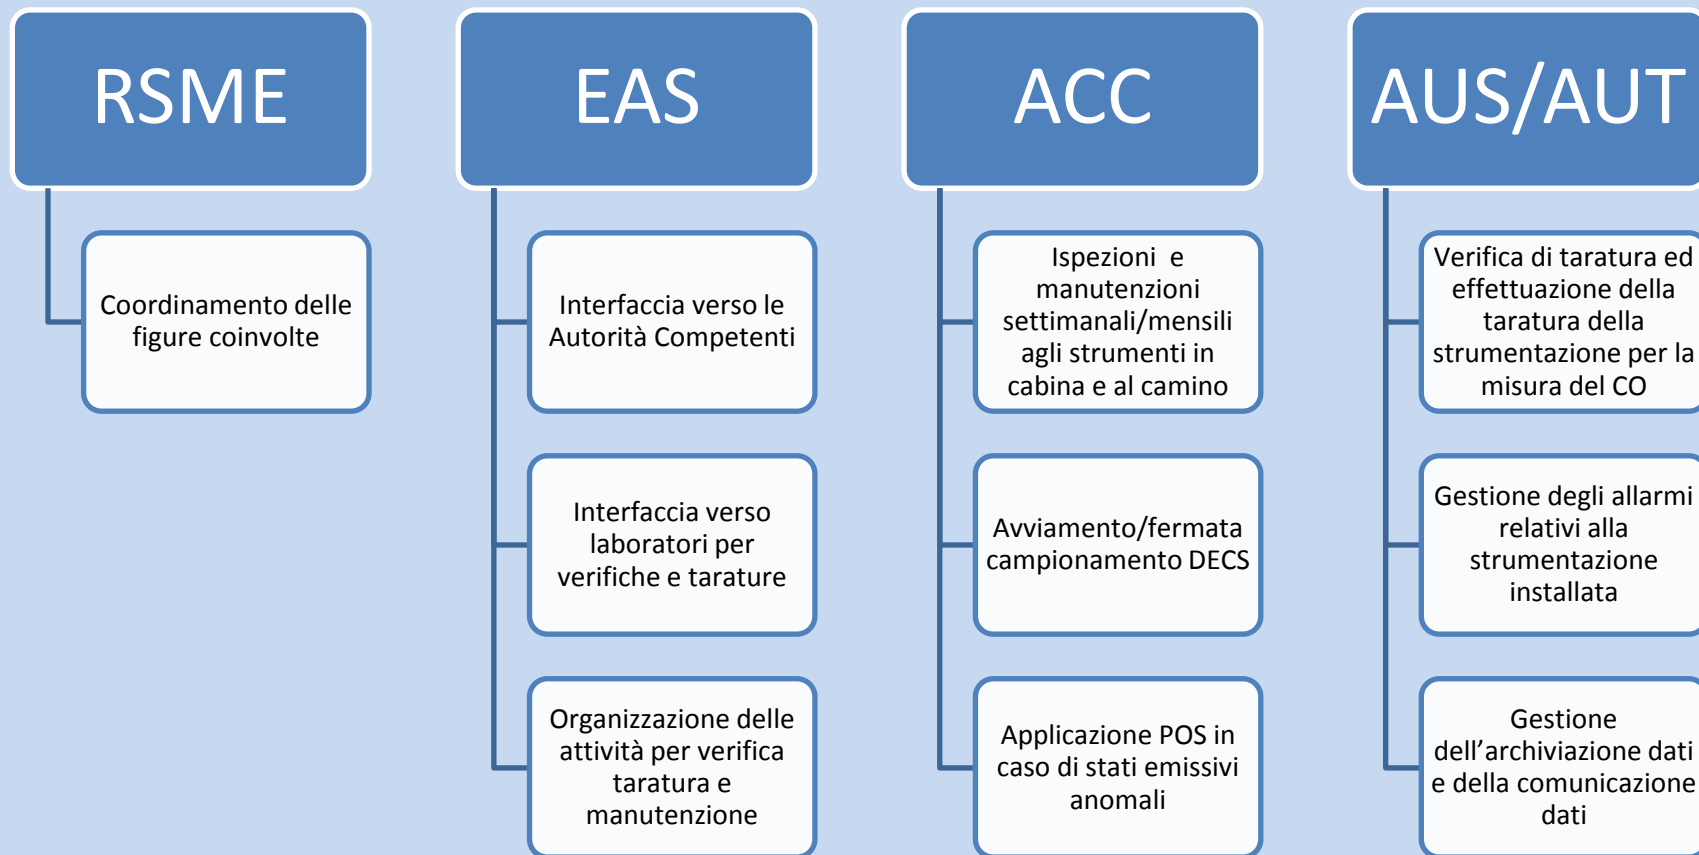 RSME
Coordinamento delle
figure coinvolte
EAS
Interfaccia verso le
Autorità Competenti
Interfaccia verso
laboratori per
verifiche e tarature
Organizzazione delle
attività per verifica
taratura e
manutenzione
ACC
Ispezioni e
manutenzioni
settimanali/mensili
agli strumenti in
cabina e al camino
Avviamento/fermata
campionamento DECS
Applicazione POS in
caso di stati emissivi
anomali
AUS/AUT
Verifica di taratura ed
effettuazione della
taratura della
strumentazione per la
misura del CO
Gestione degli allarmi
relativi alla
strumentazione
installata
Gestione
dell’archiviazione dati
e della comunicazione
dati